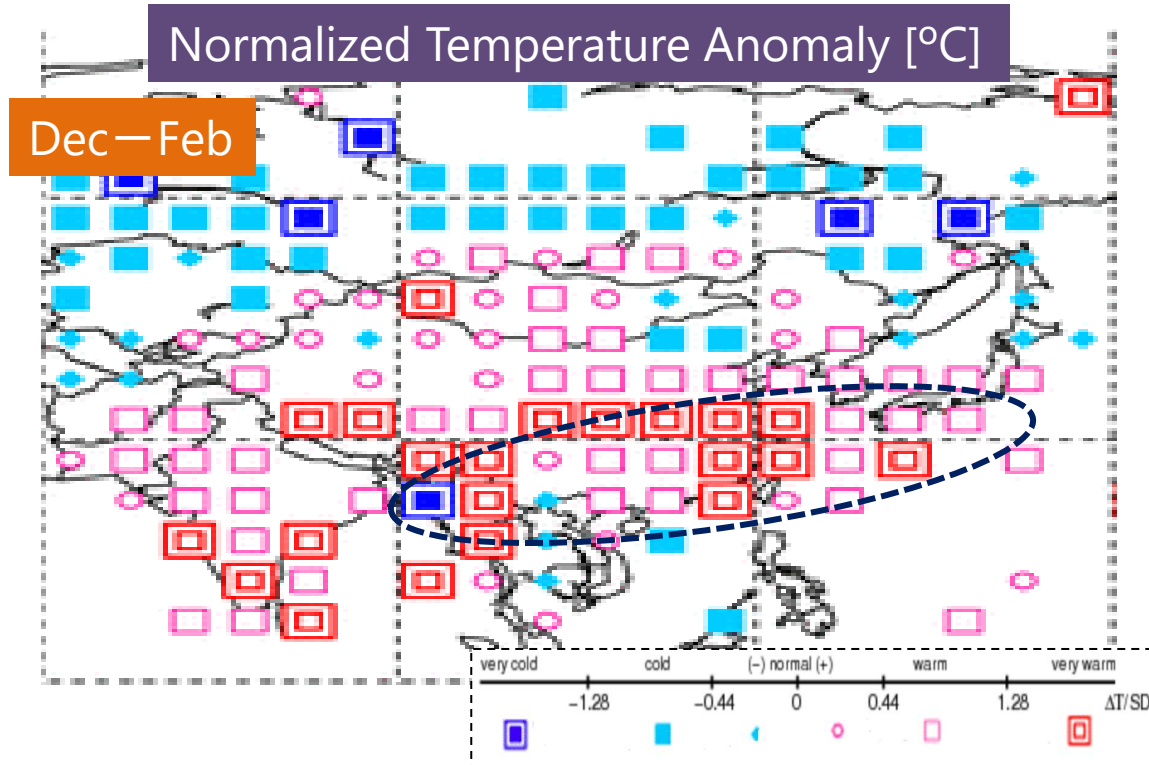 Normalized Temperature Anomaly [ºC]
Dec－Feb
very cold cold (−) normal (+) warm very warm
−1.28 −0.44 0 0.44 1.28 ΔT/SD